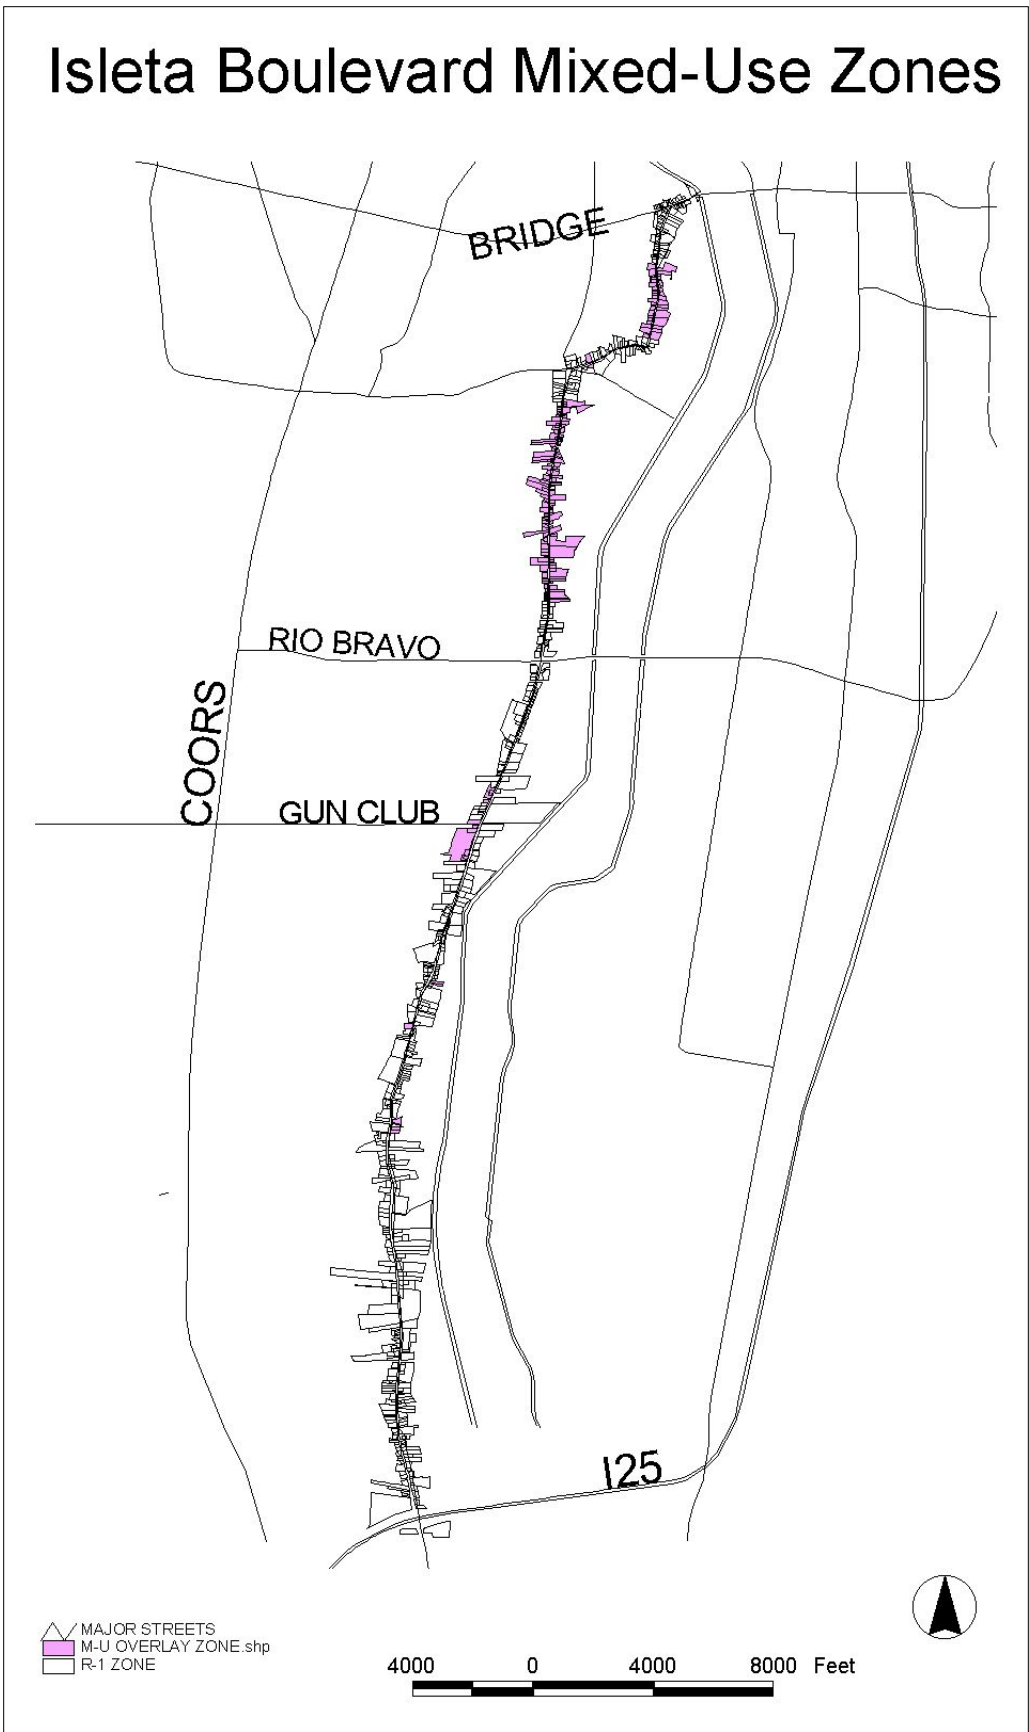 Isleta Boulevard Mixed-Use Zones
BRIDGE
RIO BRAVO
COORS
GUN CLUB
I25
MAJOR STREETS
M-U OVERLAY ZONE.shp
R-1 ZONE
4000 0 4000 8000 Feet